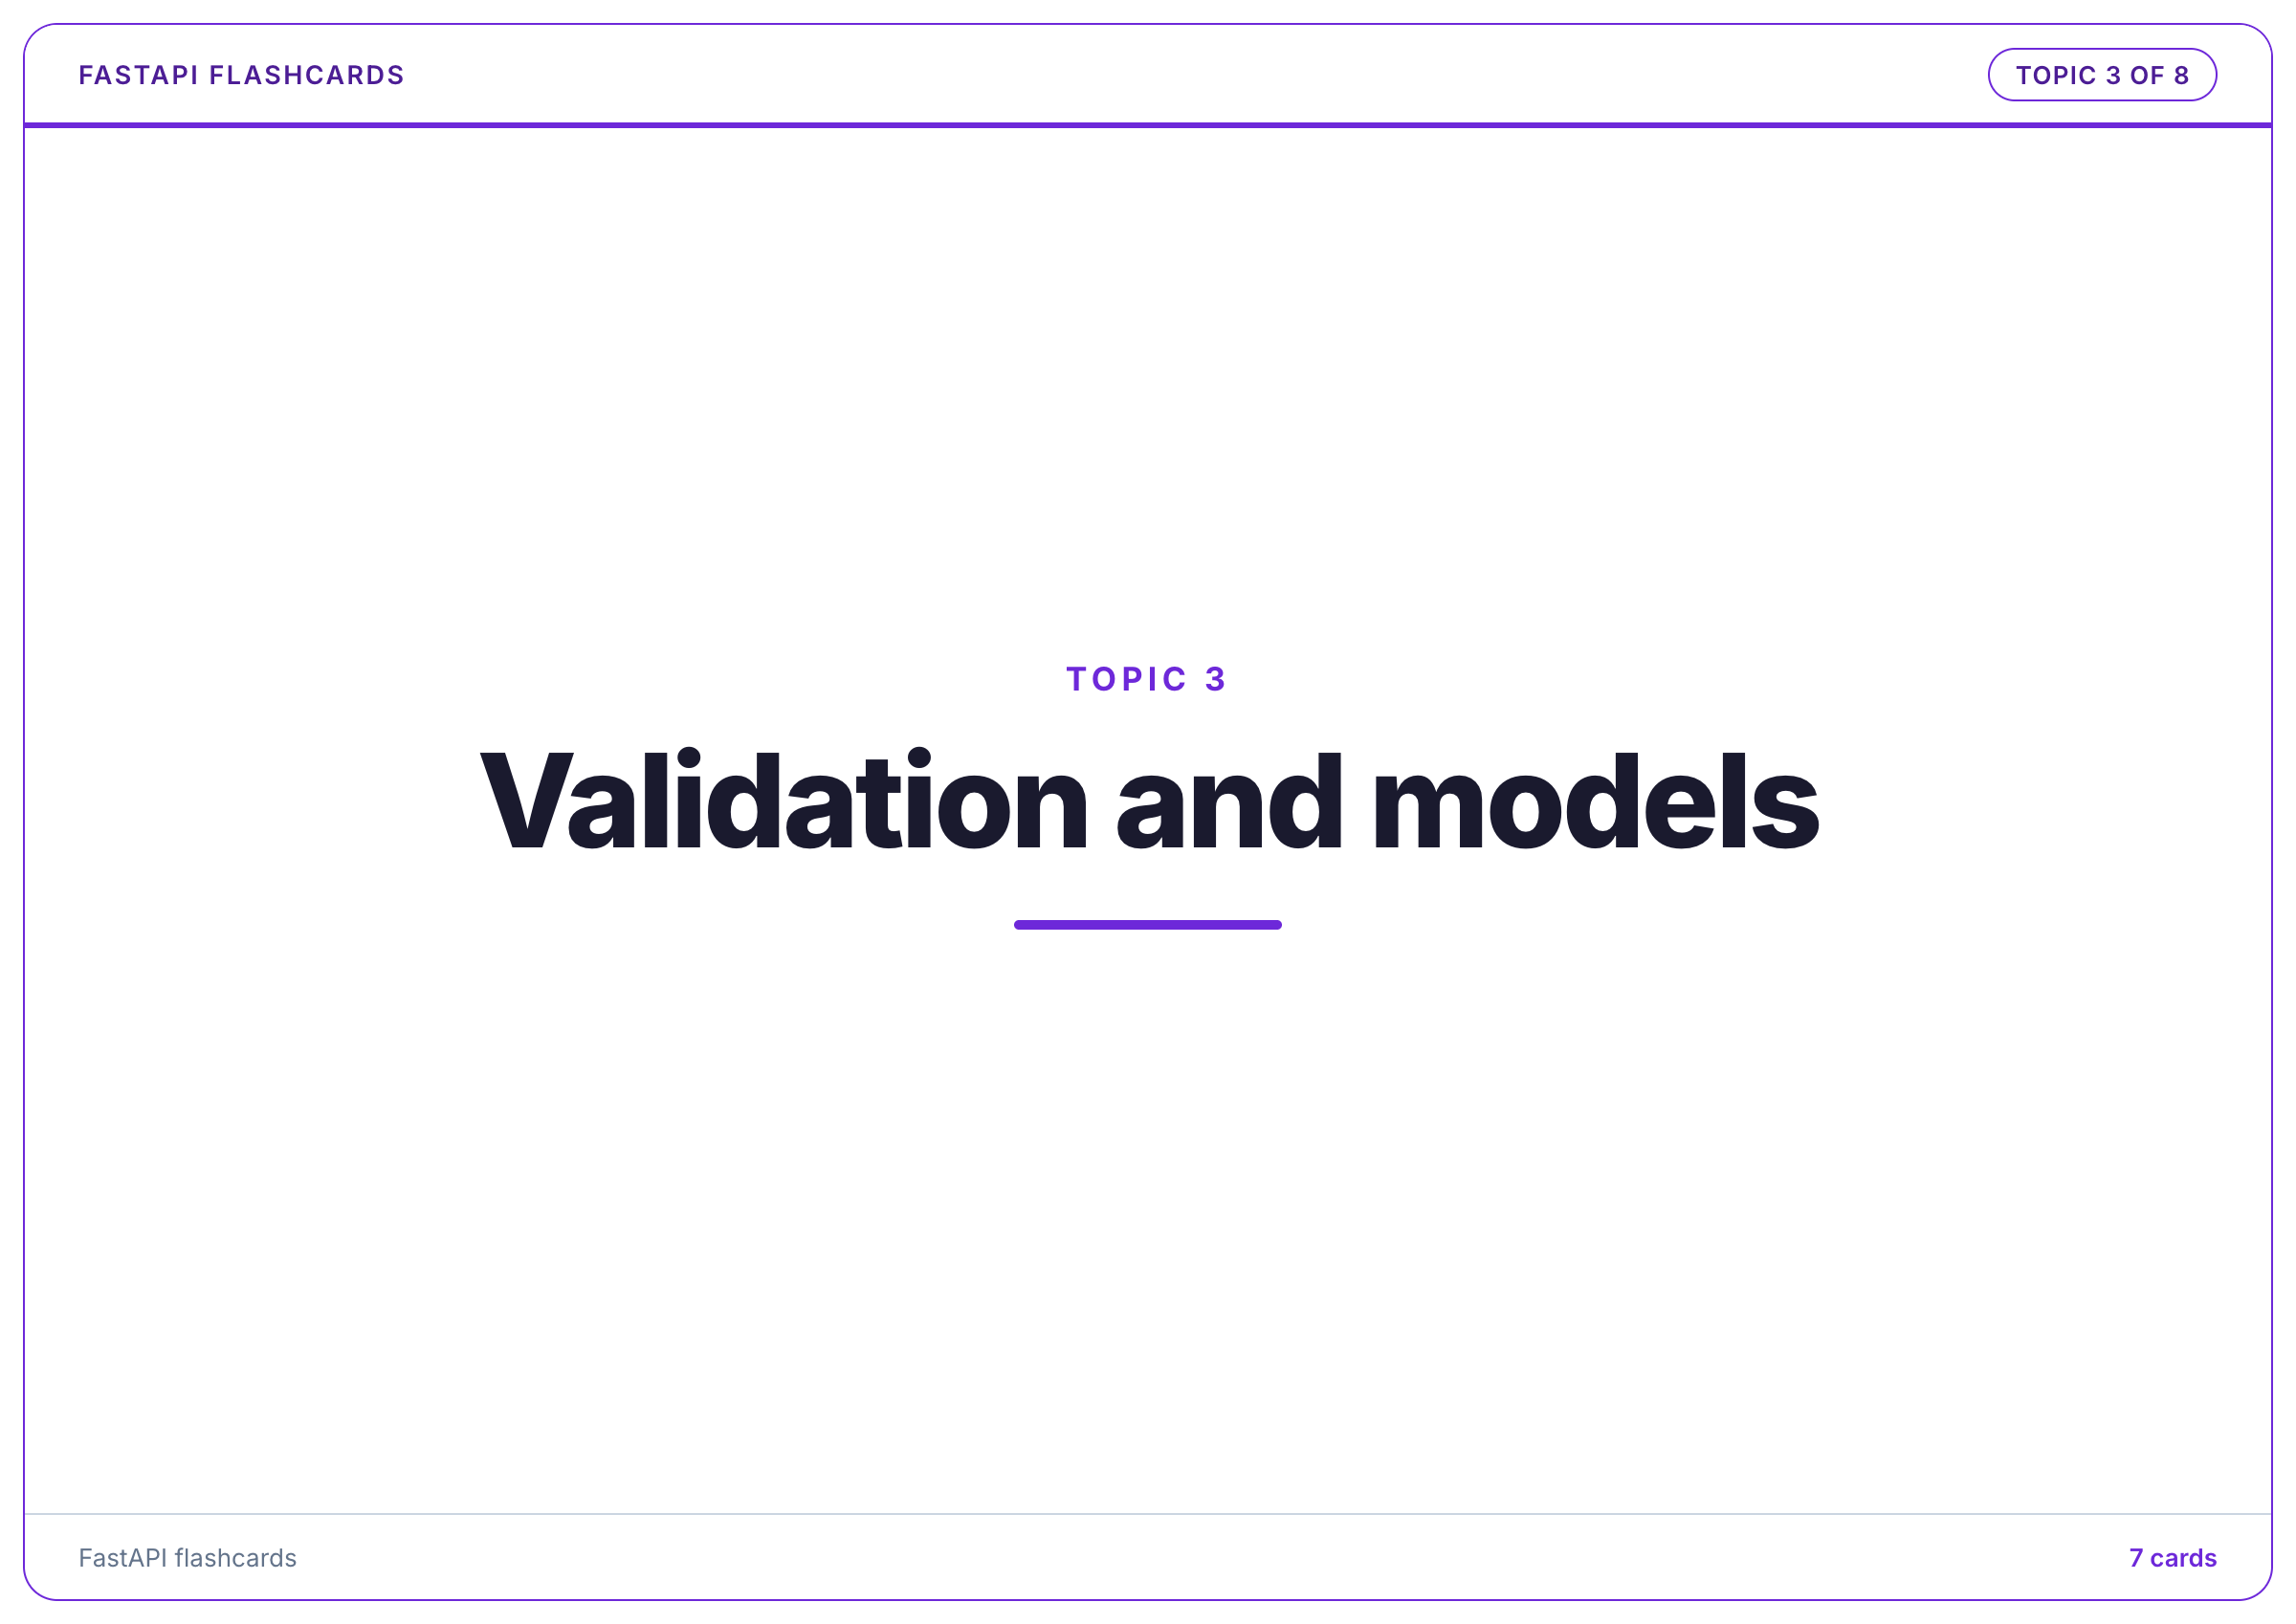 FASTAPI FLASHCARDS
TOPIC 3 OF 8
TOPIC 3
Validation and models
FastAPI flashcards
7 cards